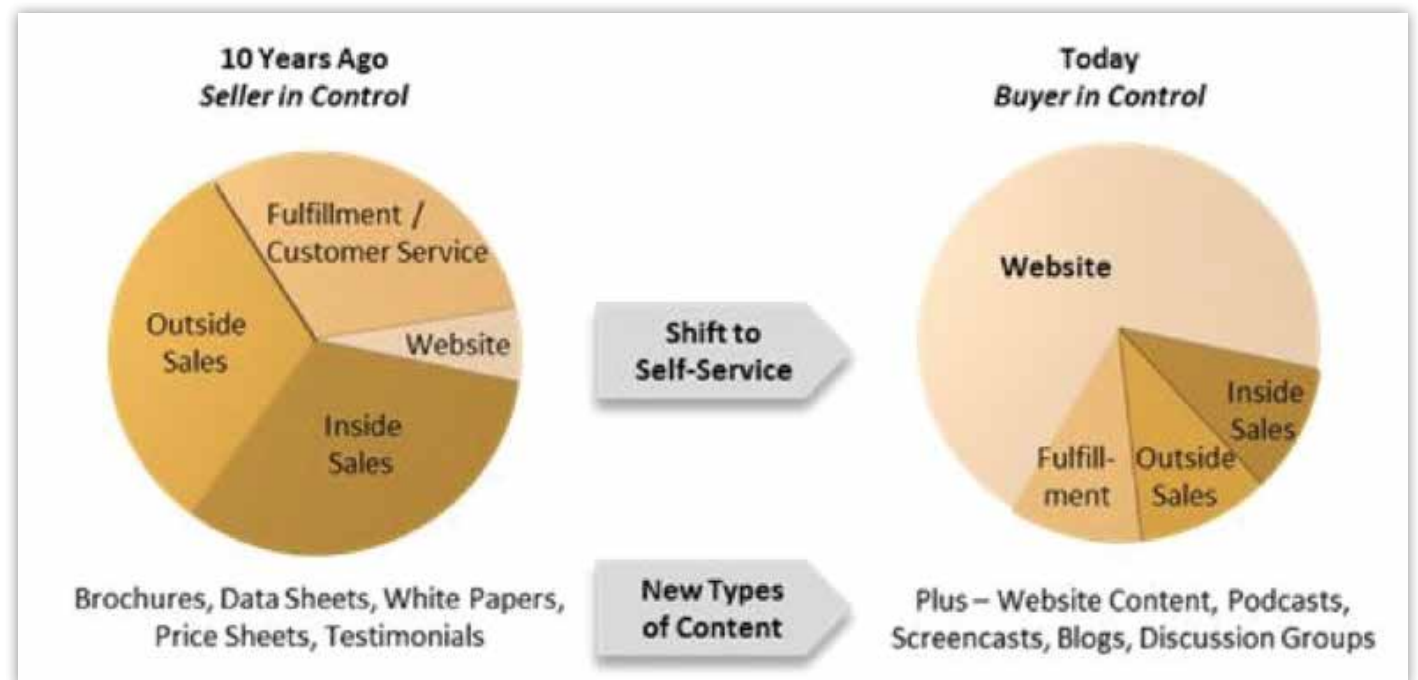 10 Years Ago
Seller in Control
Fulfillment /
Customer Service
Outside
Sales
Website
Inside
Sales
Brochures, Data Sheets, White Papers,
Price Sheets, Testimonials
Shift to
Self-Service
New Types
of Content
Today
Buyer in Control
Website
Inside
Sales
Fulfill-
ment
Outside
Sales
Plus – Website Content, Podcasts,
Screencasts, Blogs, Discussion Groups